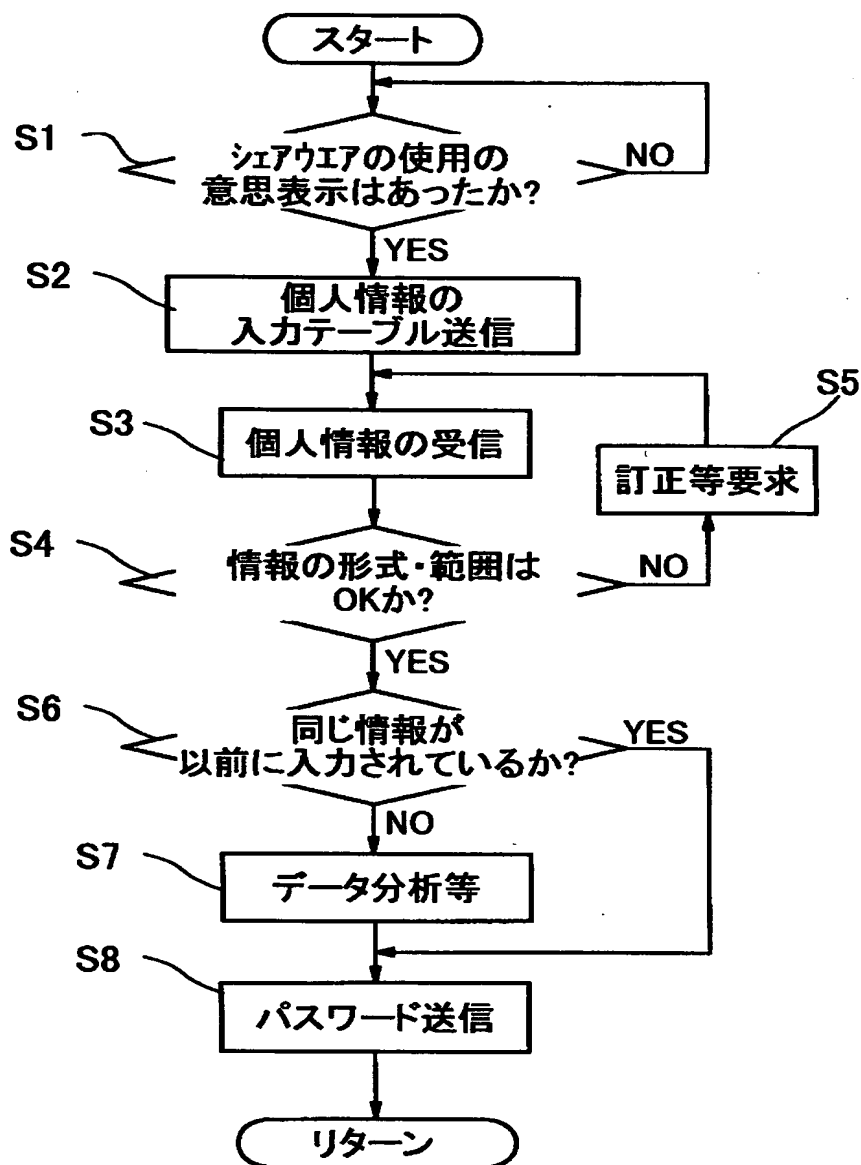 スタート
S1
シェアウエアの使用の
意思表示はあったか?
NO
YES
S2
個人情報の
入力テーブル送信
S3
個人情報の受信
S5
訂正等要求
S4
情報の形式・範囲は
OKか?
NO
YES
S6
同じ情報が
以前に入力されているか?
YES
NO
S7
データ分析等
S8
パスワード送信
リターン